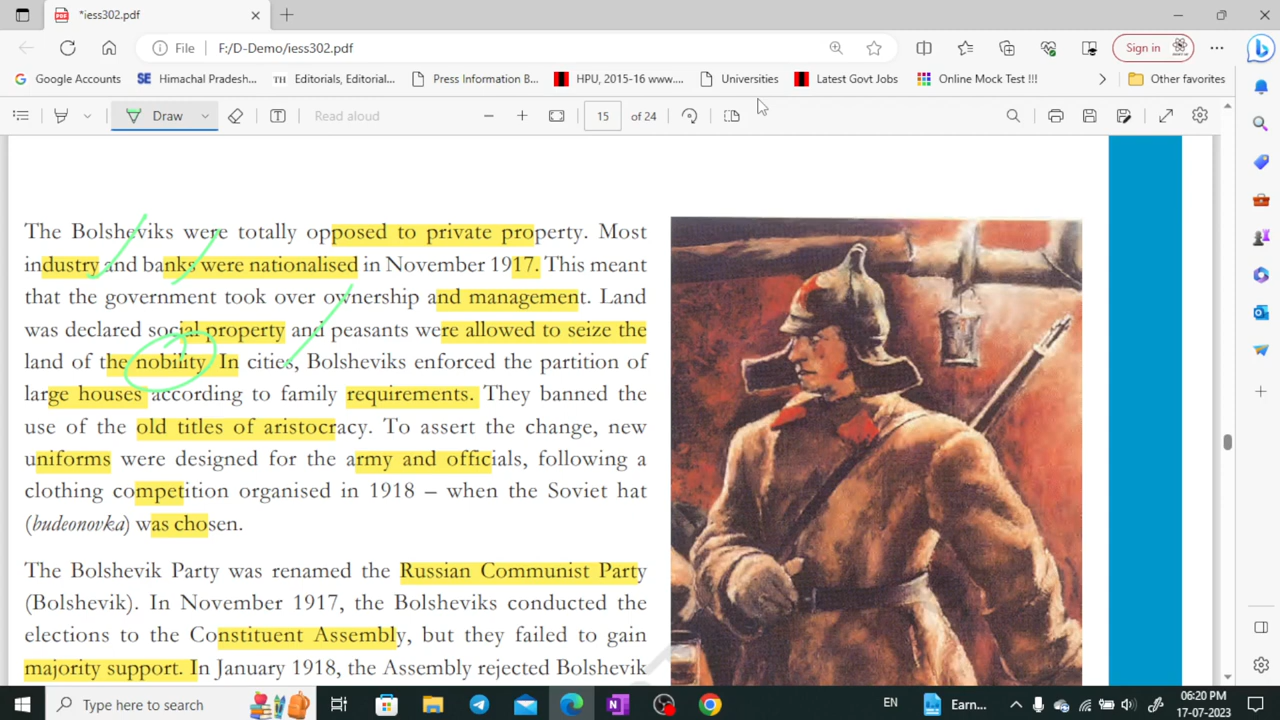 *iess302.pdf
File F:/D-Demo/iess302.pdf Sign in
Google Accounts Himachal Pradesh... Editorials, Editorial... Press Information B... HPU, 2015-16 www.... Universities Latest Govt Jobs Online Mock Test !!! Other favorites
Draw Read aloud 15 of 24
The Bolsheviks were totally opposed to private property. Most
industry and banks were nationalised in November 1917. This meant
that the government took over ownership and management. Land
was declared social property and peasants were allowed to seize the
land of the nobility. In cities, Bolsheviks enforced the partition of
large houses according to family requirements. They banned the
use of the old titles of aristocracy. To assert the change, new
uniforms were designed for the army and officials, following a
clothing competition organised in 1918 – when the Soviet hat
(budeonovka) was chosen.
The Bolshevik Party was renamed the Russian Communist Party
(Bolshevik). In November 1917, the Bolsheviks conducted the
elections to the Constituent Assembly, but they failed to gain
majority support. In January 1918, the Assembly rejected Bolshevik
Type here to search EN Earn... 06:20 PM
17-07-2023